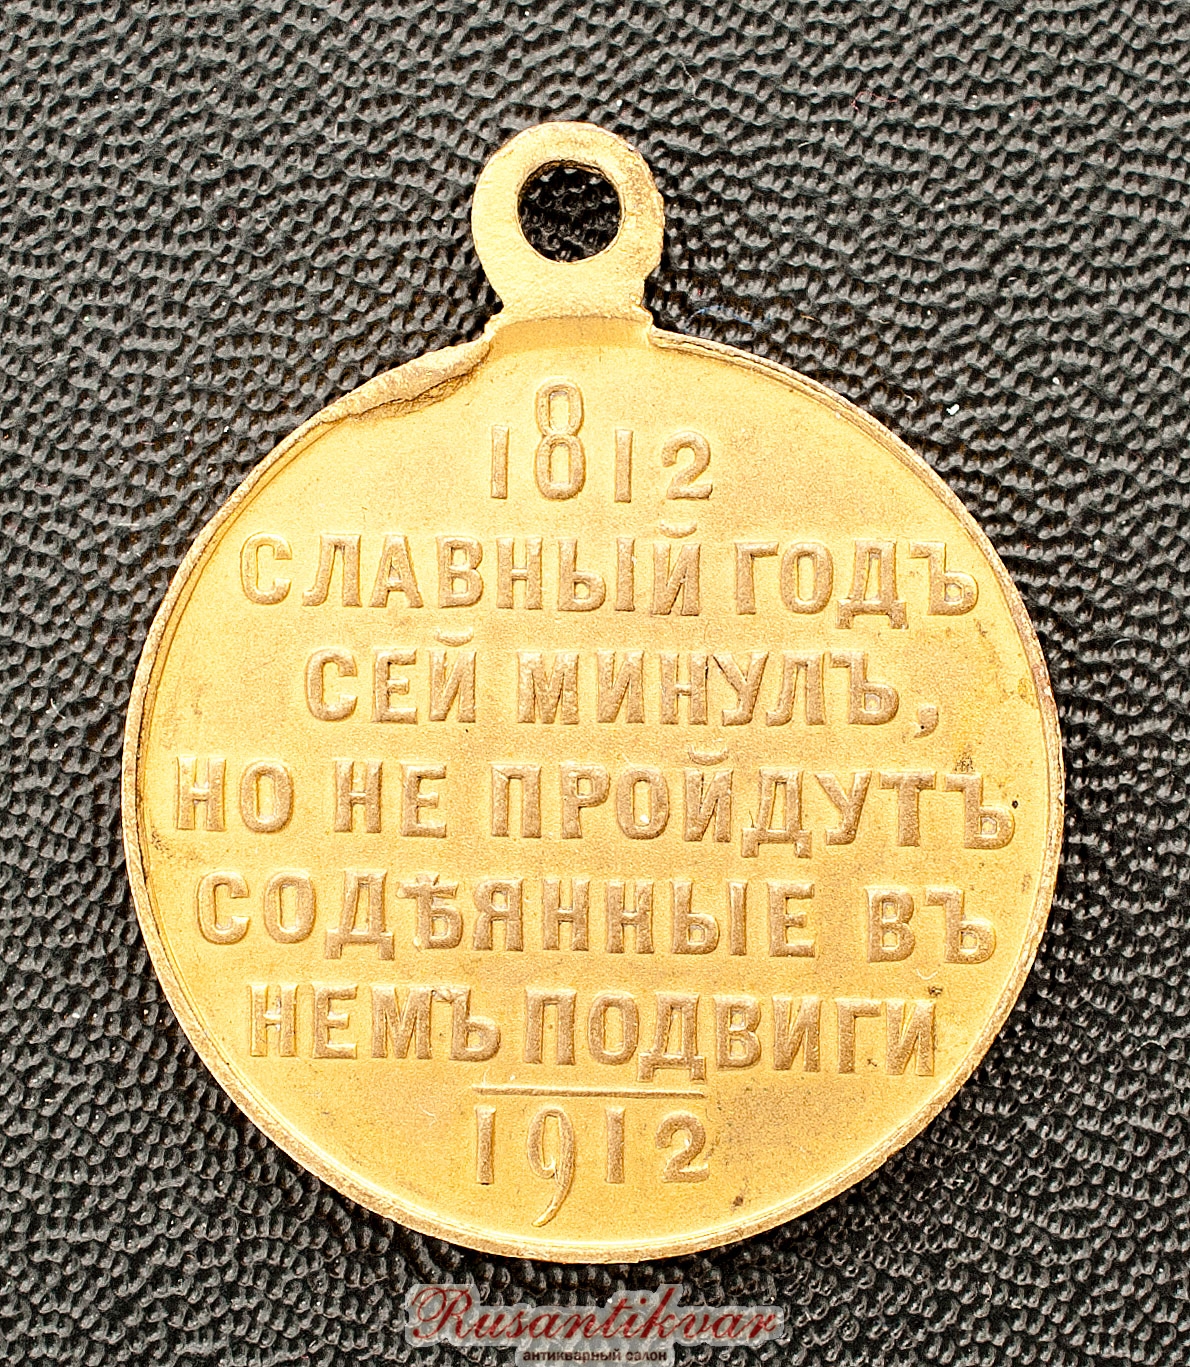 1812
СЛАВНЫЙ ГОДЪ
СЕЙ МИНУЛЪ,
НО НЕ ПРОЙДУТЪ
СОДѢЯННЫЕ ВЪ
НЕМЪ ПОДВИГИ
1912
Rusantikvar
антикварный салон